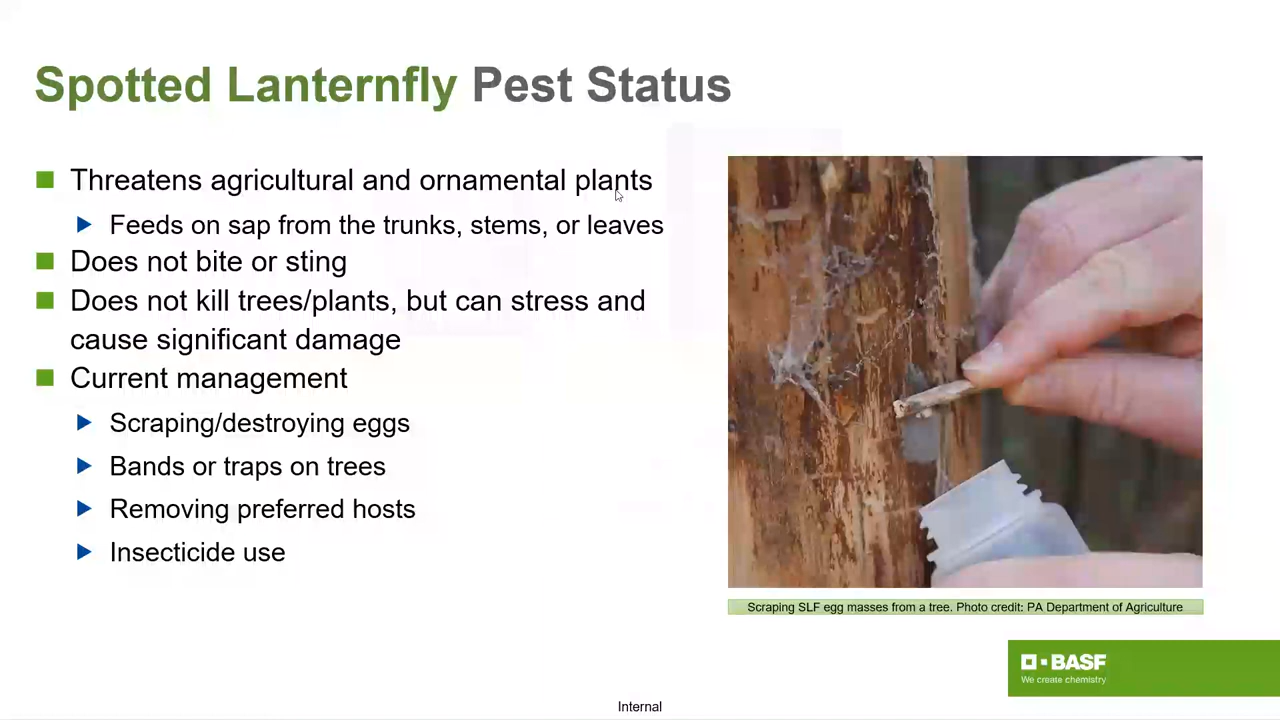 Spotted Lanternfly Pest Status
Threatens agricultural and ornamental plants
Feeds on sap from the trunks, stems, or leaves
Does not bite or sting
Does not kill trees/plants, but can stress and
cause significant damage
Current management
Scraping/destroying eggs
Bands or traps on trees
Removing preferred hosts
Insecticide use
Scraping SLF egg masses from a tree. Photo credit: PA Department of Agriculture
BASF
We create chemistry
Internal